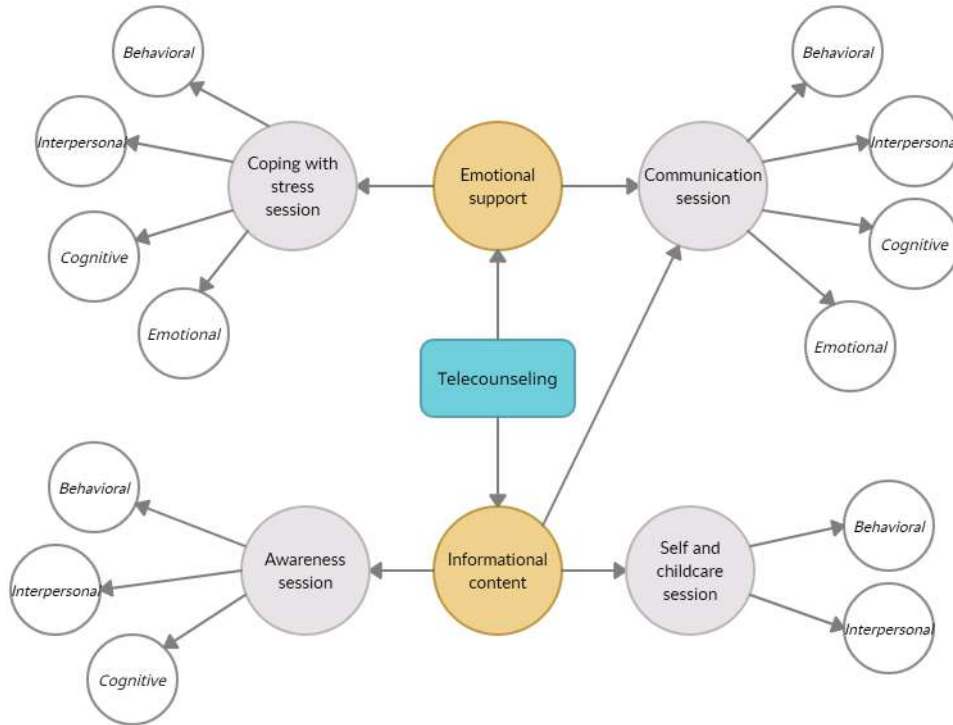 Behavioral
Behavioral
Interpersonal
Interpersonal
Coping with
stress
session
Emotional
support
Communication
session
Cognitive
Cognitive
Emotional
Emotional
Telecounseling
Behavioral
Behavioral
Awareness
session
Informational
content
Self and
childcare
session
Interpersonal
Interpersonal
Cognitive